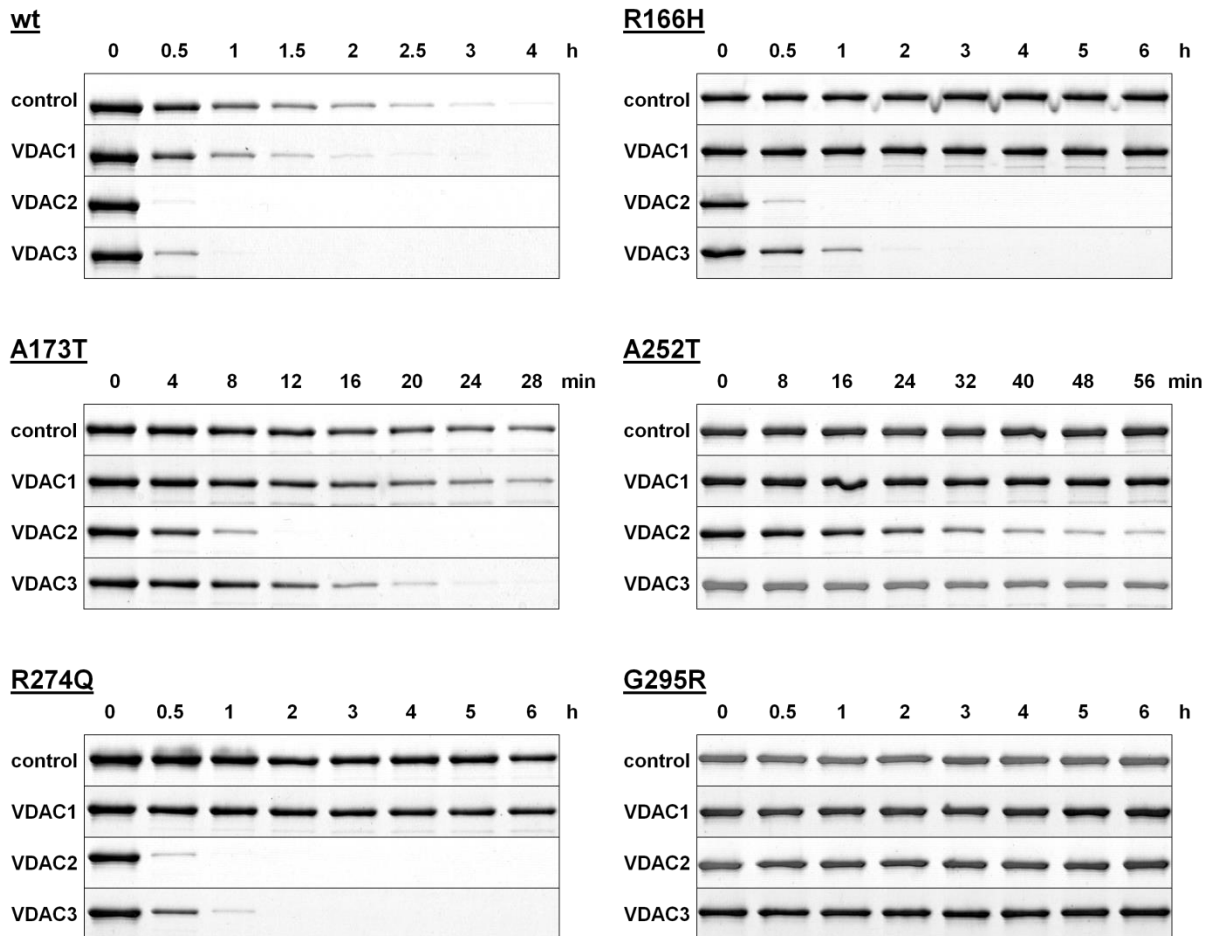 wt
0 0.5 1 1.5 2 2.5 3 4 h
control
VDAC1
VDAC2
VDAC3
R166H
0 0.5 1 2 3 4 5 6 h
control
VDAC1
VDAC2
VDAC3
A173T
0 4 8 12 16 20 24 28 min
control
VDAC1
VDAC2
VDAC3
A252T
0 8 16 24 32 40 48 56 min
control
VDAC1
VDAC2
VDAC3
R274Q
0 0.5 1 2 3 4 5 6 h
control
VDAC1
VDAC2
VDAC3
G295R
0 0.5 1 2 3 4 5 6 h
control
VDAC1
VDAC2
VDAC3